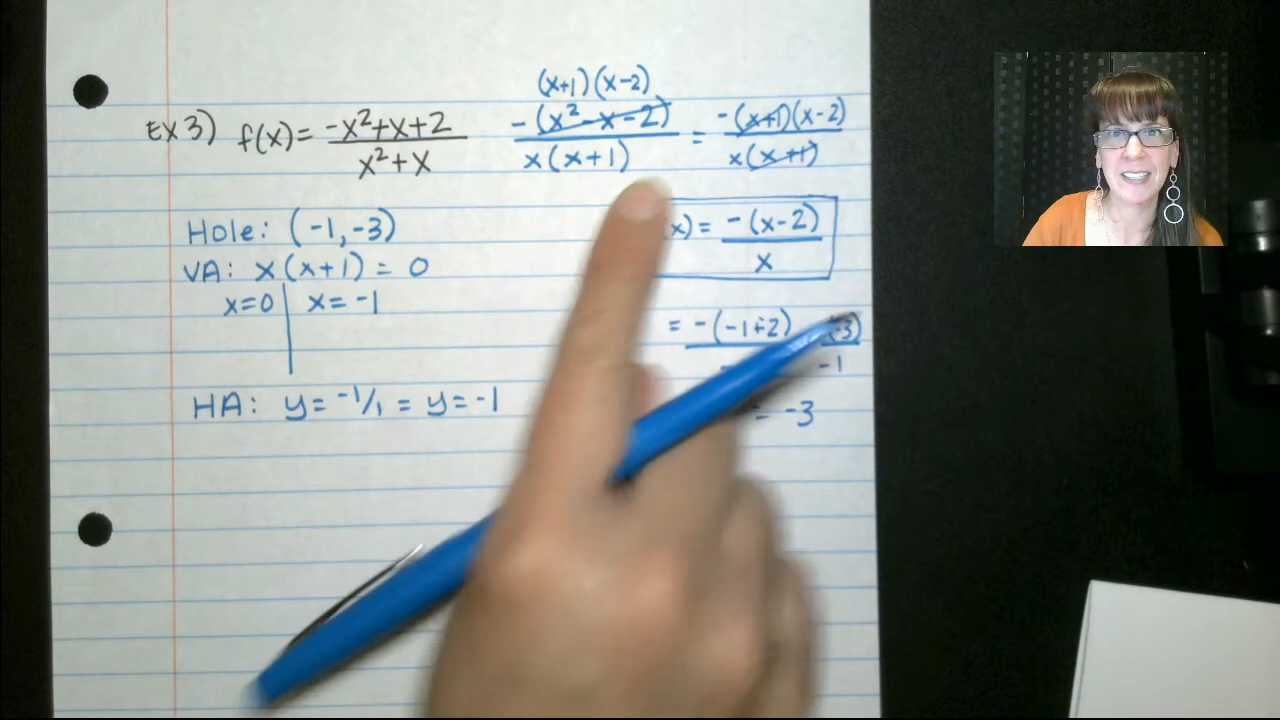 Ex 3) f(x) = -x²+x+2 / x²+x
(x+1)(x-2)
-(x²-x-2) / x(x+1) = -(x+1)(x-2) / x(x+1)
Hole: (-1,-3)
x) = -(x-2) / x
VA: x(x+1) = 0
x=0 | x= -1
= -(-1+2)
-3)
-1
HA: y= -1/1 = y= -1
= -3